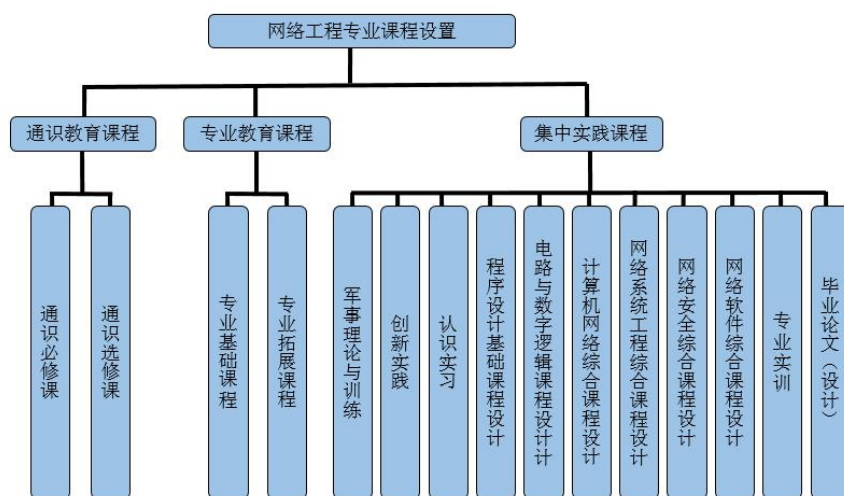 网络工程专业课程设置
通识教育课程
专业教育课程
集中实践课程
通识必修课
通识选修课
专业基础课程
专业拓展课程
军事理论与训练
创新实践
认识实习
程序设计基础课程设计
电路与数字逻辑课程设计计
计算机网络综合课程设计
网络系统工程综合课程设计
网络安全综合课程设计
网络软件综合课程设计
专业实训
毕业论文（设计）